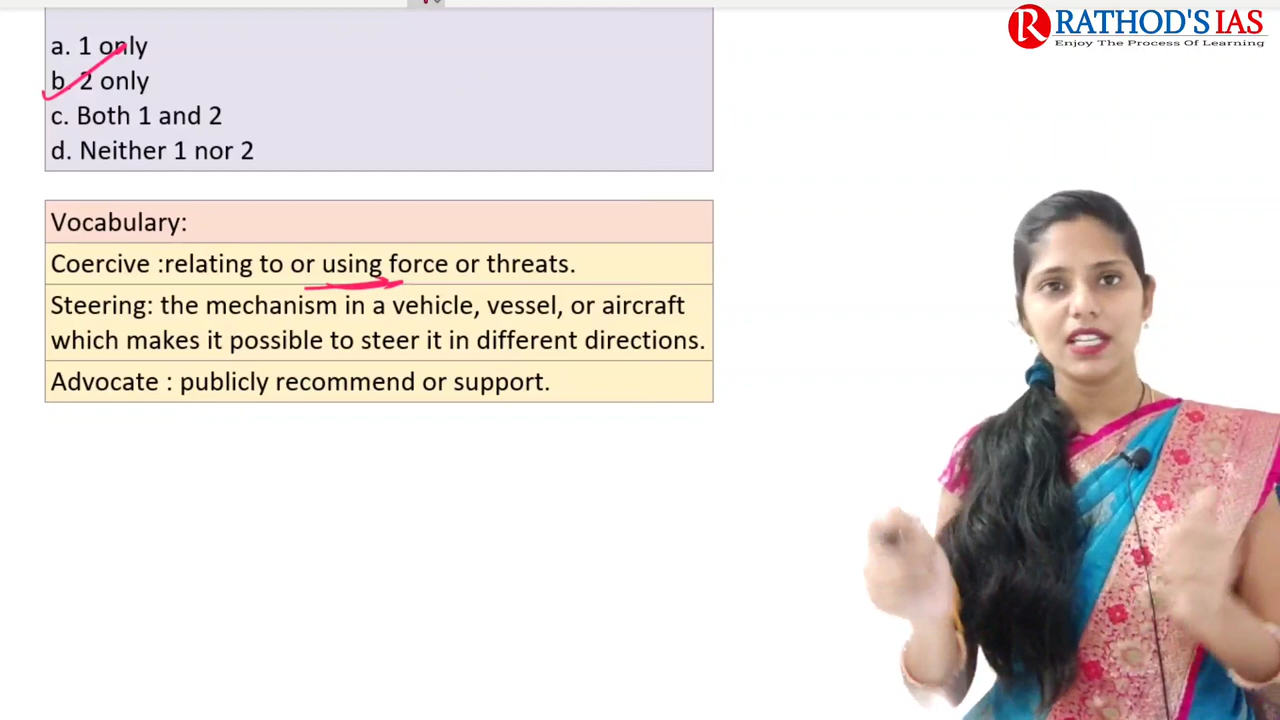 RATHOD'S IAS
Enjoy The Process Of Learning
a. 1 only
b. 2 only
c. Both 1 and 2
d. Neither 1 nor 2
Vocabulary:
Coercive :relating to or using force or threats.
Steering: the mechanism in a vehicle, vessel, or aircraft
which makes it possible to steer it in different directions.
Advocate : publicly recommend or support.